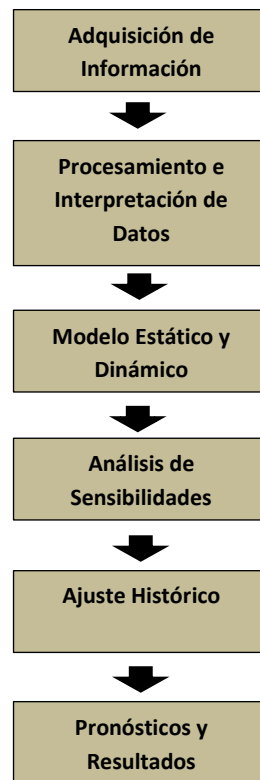 Adquisición de
Información
Procesamiento e
Interpretación de
Datos
Modelo Estático y
Dinámico
Análisis de
Sensibilidades
Ajuste Histórico
Pronósticos y
Resultados